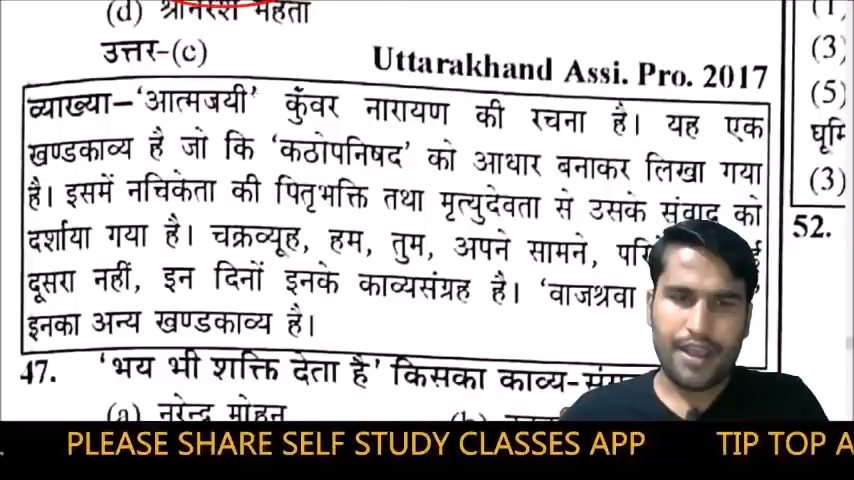 (d) श्रीनरेश मेहता
उत्तर-(c)
Uttarakhand Assi. Pro. 2017
व्याख्या–'आत्मजयी' कुँवर नारायण की रचना है। यह एक
खण्डकाव्य है जो कि 'कठोपनिषद' को आधार बनाकर लिखा गया
है। इसमें नचिकेता की पितृभक्ति तथा मृत्युदेवता से उसके संवाद को
दर्शाया गया है। चक्रव्यूह, हम, तुम, अपने सामने,
दूसरा नहीं, इन दिनों इनके काव्यसंग्रह है। 'वाजश्रवा
इनका अन्य खण्डकाव्य है।
47. 'भय भी शक्ति देता है' किसका
(a) नरेन्द्र मोहन
(3)
(5)
(3)
52.
PLEASE SHARE SELF STUDY CLASSES APP TIP TOP A